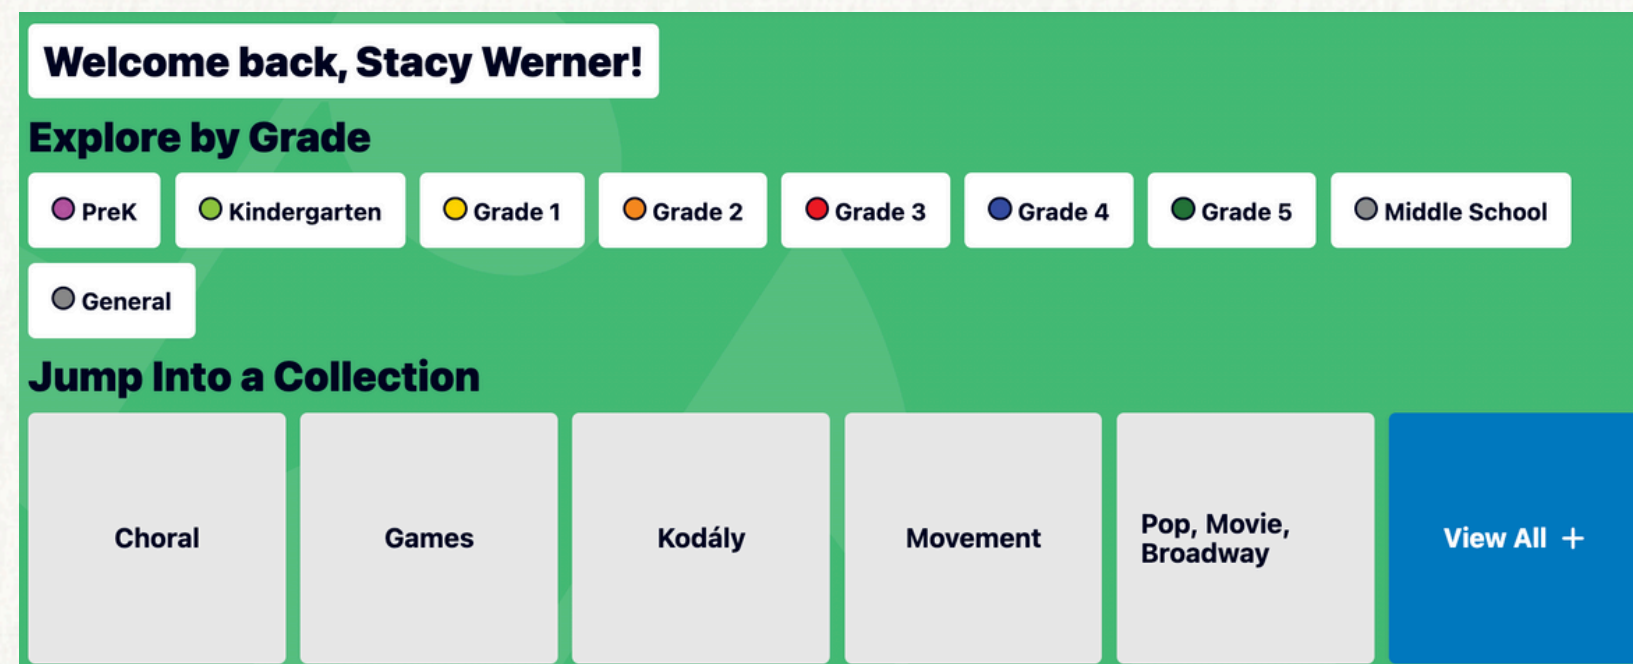 Welcome back, Stacy Werner!
Explore by Grade
PreK Kindergarten Grade 1 Grade 2 Grade 3 Grade 4 Grade 5 Middle School
General
Jump Into a Collection
Choral Games Kodály Movement Pop, Movie, Broadway View All +